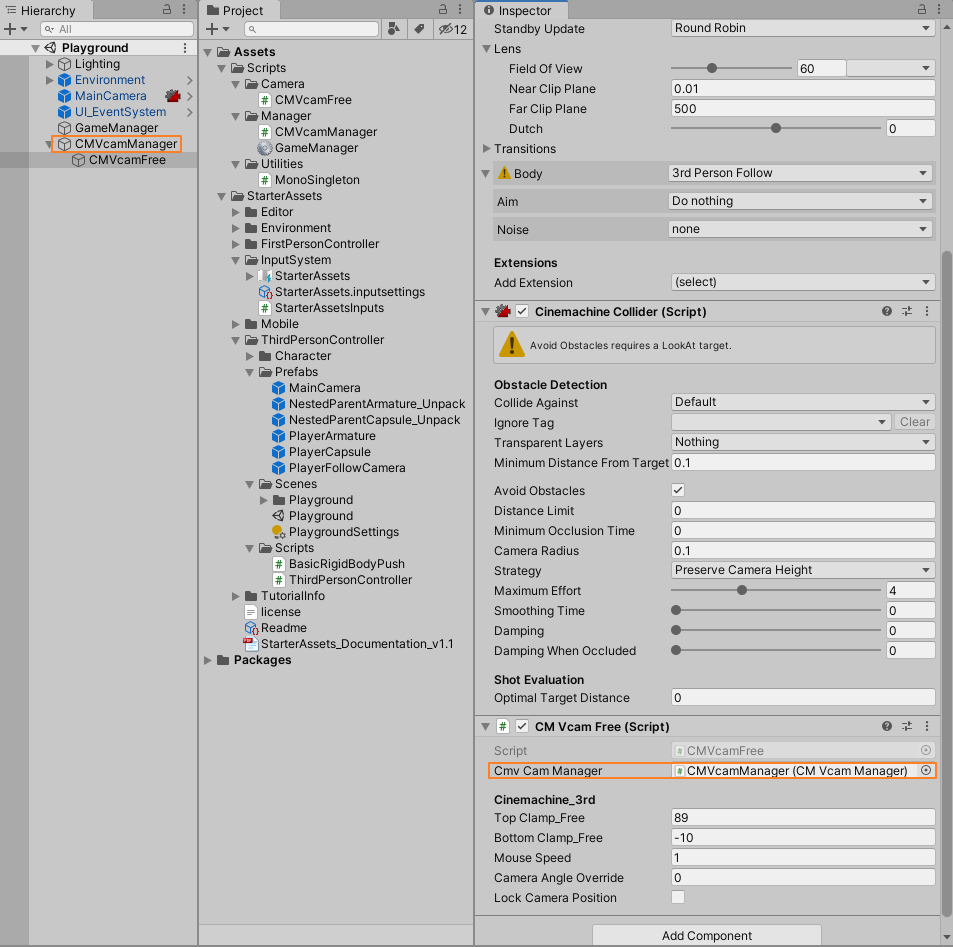 Hierarchy
All
Playground
Lighting
Environment
MainCamera
UI_EventSystem
GameManager
CMVcamManager
CMVcamFree
Project
12
Assets
Scripts
Camera
CMVcamFree
Manager
CMVcamManager
GameManager
Utilities
MonoSingleton
StarterAssets
Editor
Environment
FirstPersonController
InputSystem
StarterAssets
StarterAssets.inputsettings
StarterAssetsInputs
Mobile
ThirdPersonController
Character
Prefabs
MainCamera
NestedParentArmature_Unpack
NestedParentCapsule_Unpack
PlayerArmature
PlayerCapsule
PlayerFollowCamera
Scenes
Playground
Playground
PlaygroundSettings
Scripts
BasicRigidBodyPush
ThirdPersonController
TutorialInfo
license
Readme
StarterAssets_Documentation_v1.1
Packages
Inspector
Standby Update Round Robin
Lens
Field Of View 60
Near Clip Plane 0.01
Far Clip Plane 500
Dutch 0
Transitions
Body 3rd Person Follow
Aim Do nothing
Noise none
Extensions
Add Extension (select)
Cinemachine Collider (Script)
Avoid Obstacles requires a LookAt target.
Obstacle Detection
Collide Against Default
Ignore Tag Clear
Transparent Layers Nothing
Minimum Distance From Target 0.1
Avoid Obstacles
Distance Limit 0
Minimum Occlusion Time 0
Camera Radius 0.1
Strategy Preserve Camera Height
Maximum Effort 4
Smoothing Time 0
Damping 0
Damping When Occluded 0
Shot Evaluation
Optimal Target Distance 0
# CM Vcam Free (Script)
Script # CMVcamFree
Cmv Cam Manager # CMVcamManager (CM Vcam Manager)
Cinemachine_3rd
Top Clamp_Free 89
Bottom Clamp_Free -10
Mouse Speed 1
Camera Angle Override 0
Lock Camera Position
Add Component